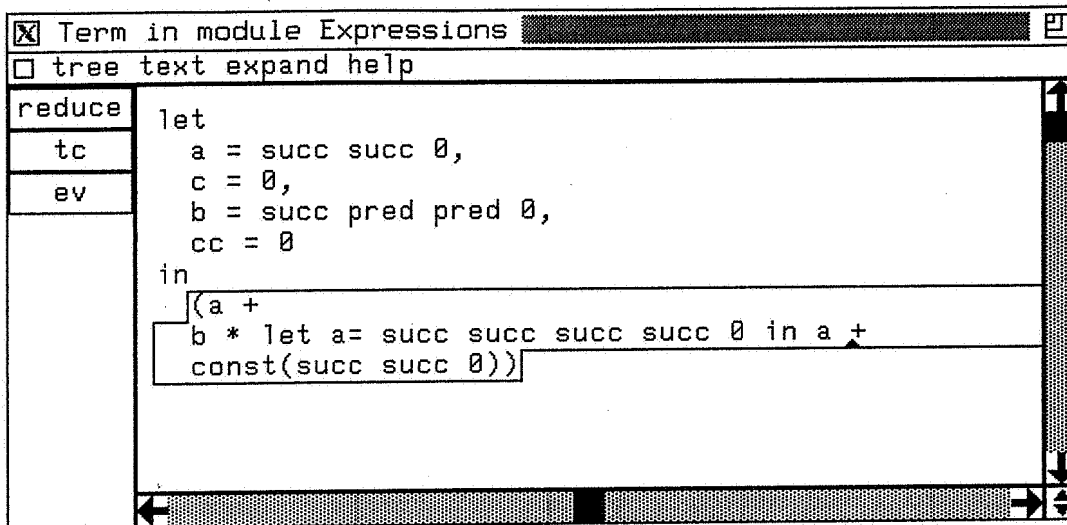 Term in module Expressions
tree text expand help
reduce
tc
ev
let
a = succ succ 0,
c = 0,
b = succ pred pred 0,
cc = 0
in
(a +
b * let a= succ succ succ succ 0 in a +
const(succ succ 0))